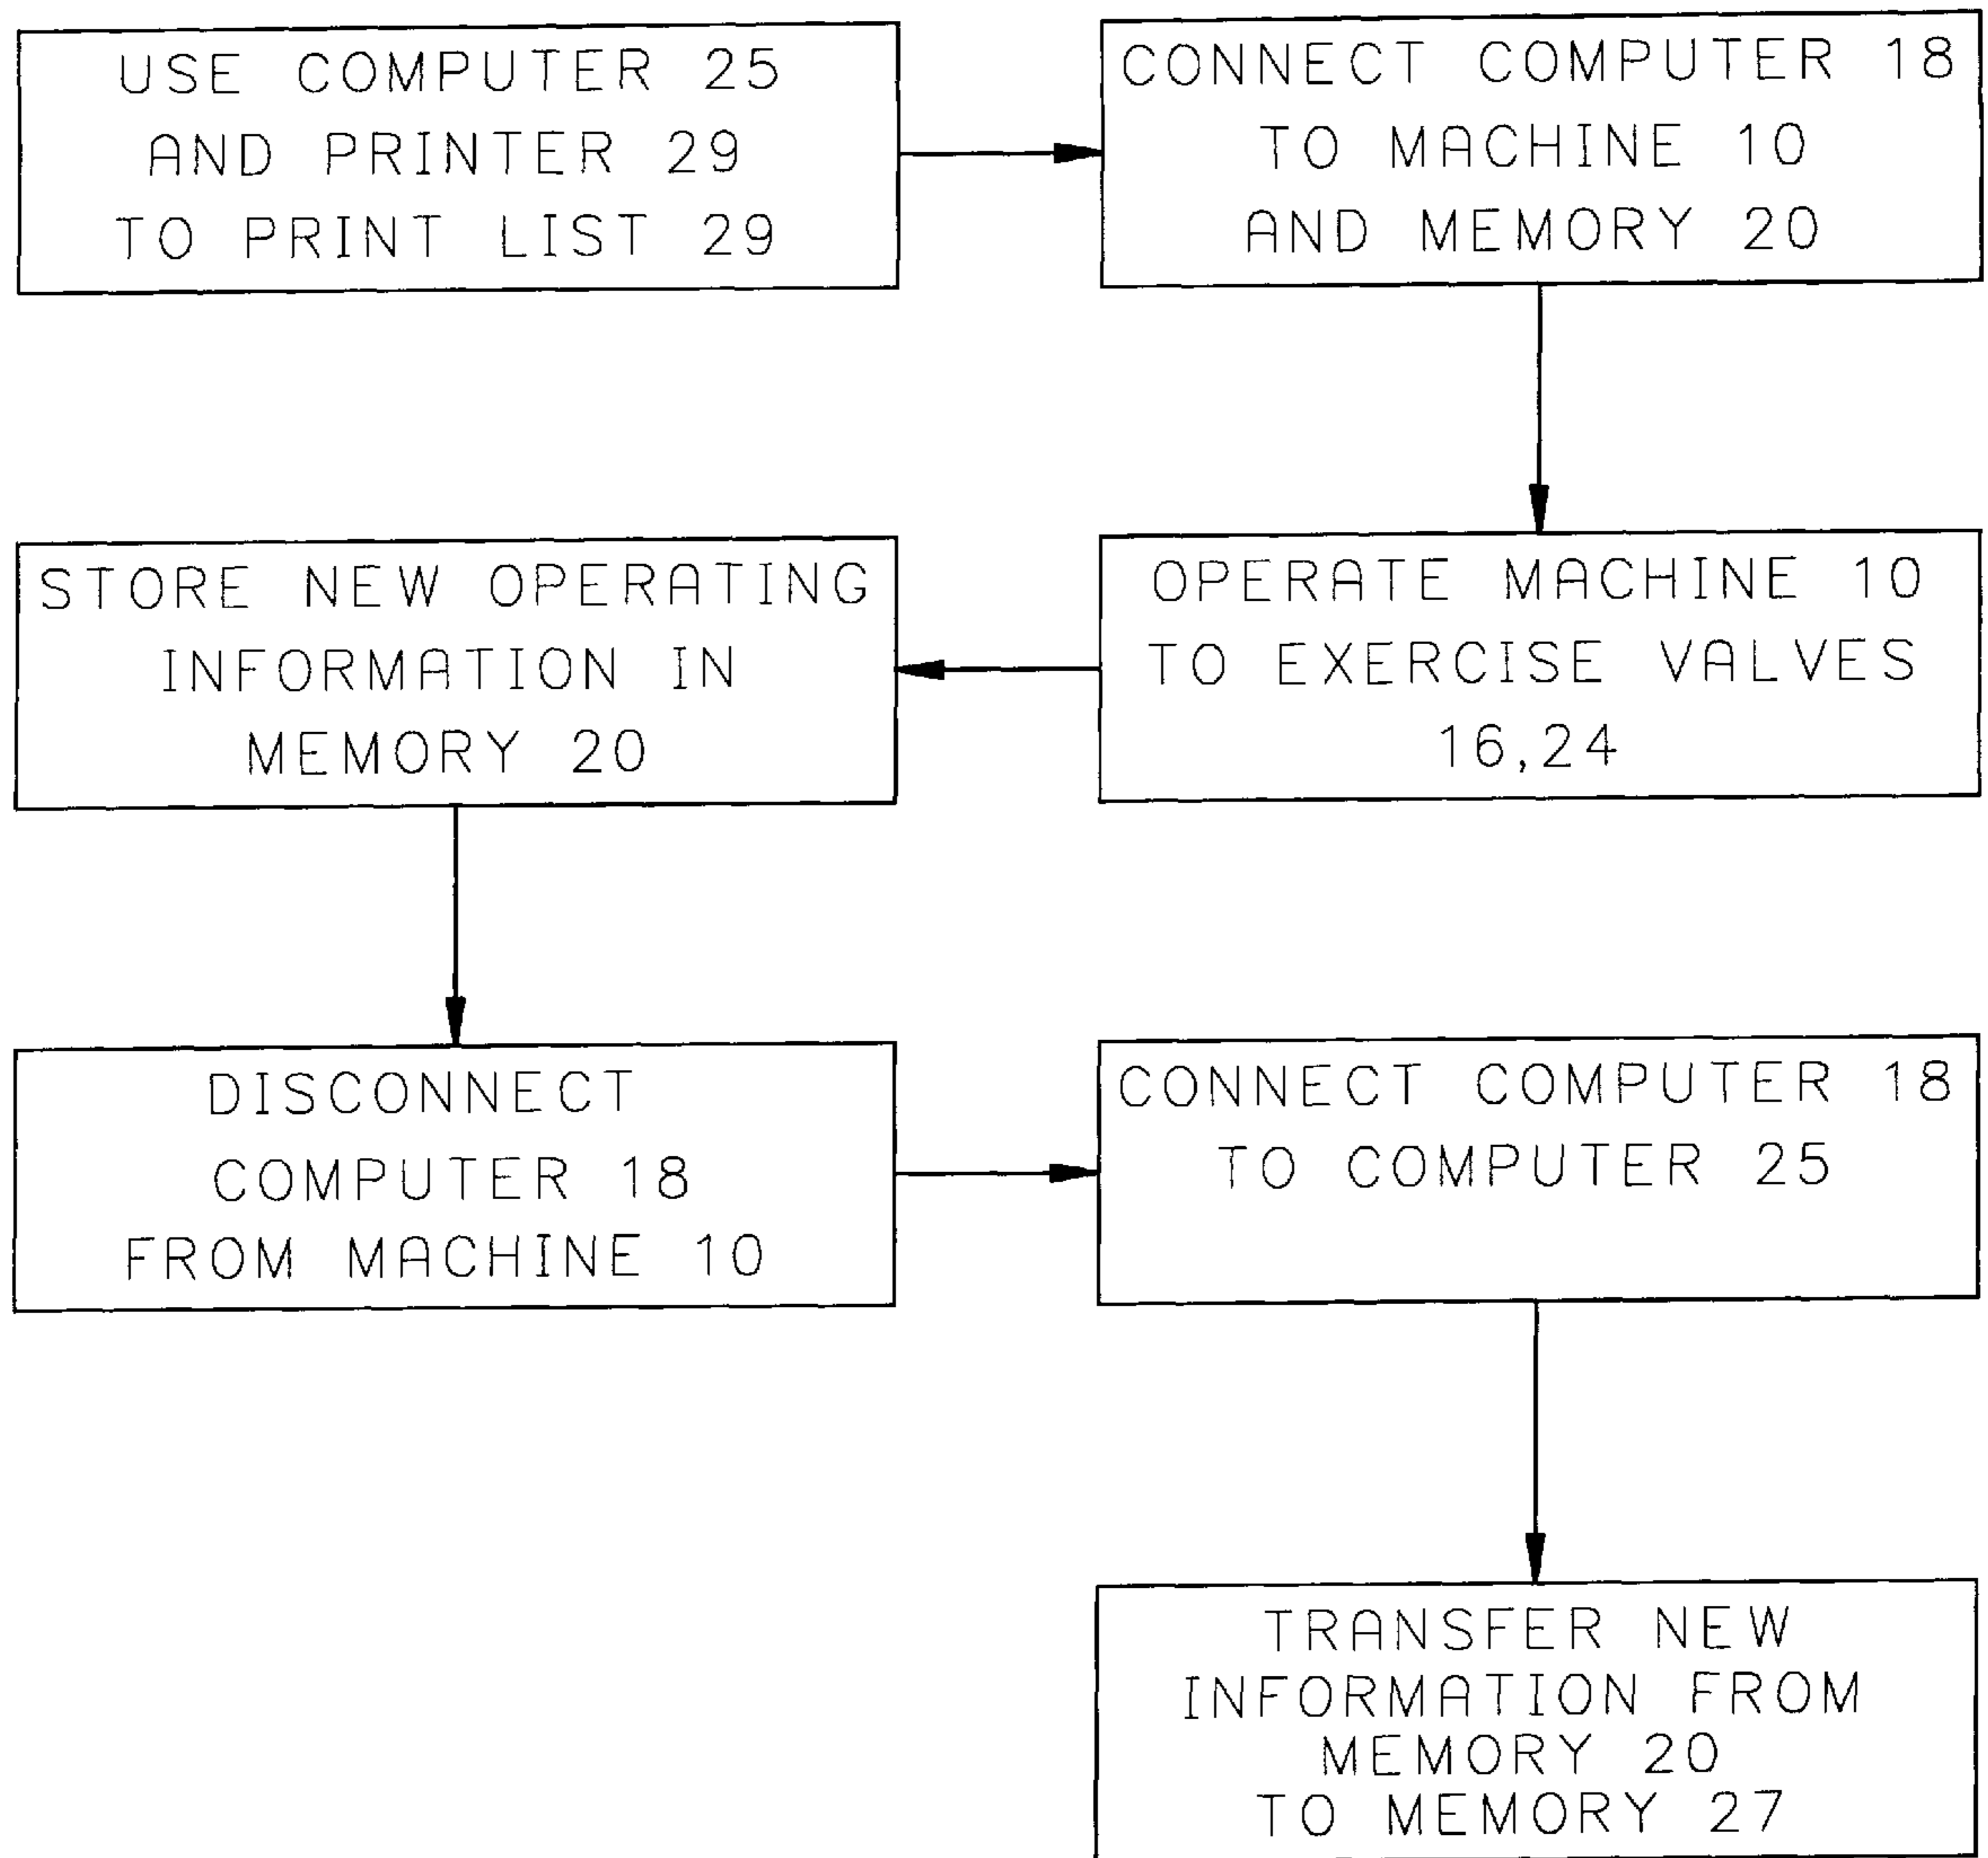 USE COMPUTER 25
AND PRINTER 29
TO PRINT LIST 29
CONNECT COMPUTER 18
TO MACHINE 10
AND MEMORY 20
OPERATE MACHINE 10
TO EXERCISE VALVES
16,24
STORE NEW OPERATING
INFORMATION IN
MEMORY 20
DISCONNECT
COMPUTER 18
FROM MACHINE 10
CONNECT COMPUTER 18
TO COMPUTER 25
TRANSFER NEW
INFORMATION FROM
MEMORY 20
TO MEMORY 27